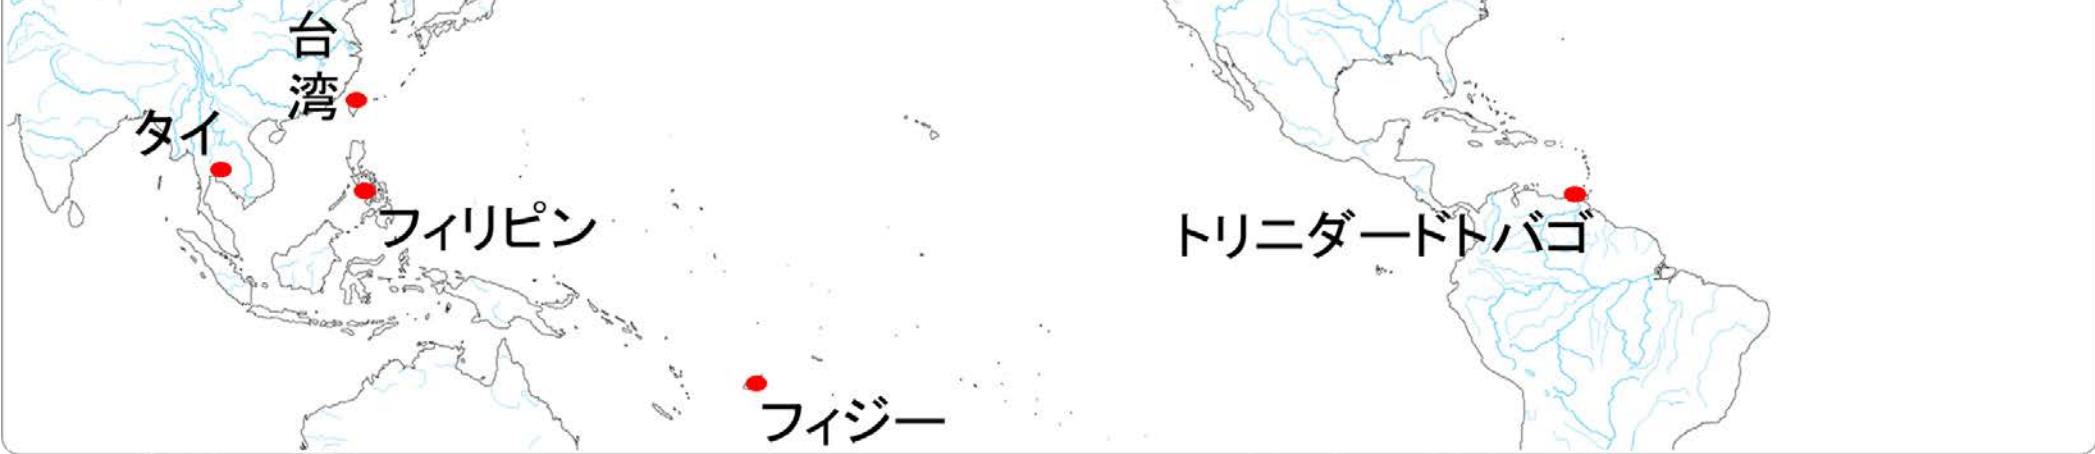 台湾
タイ
フィリピン
トリニダードトバゴ
フィジー